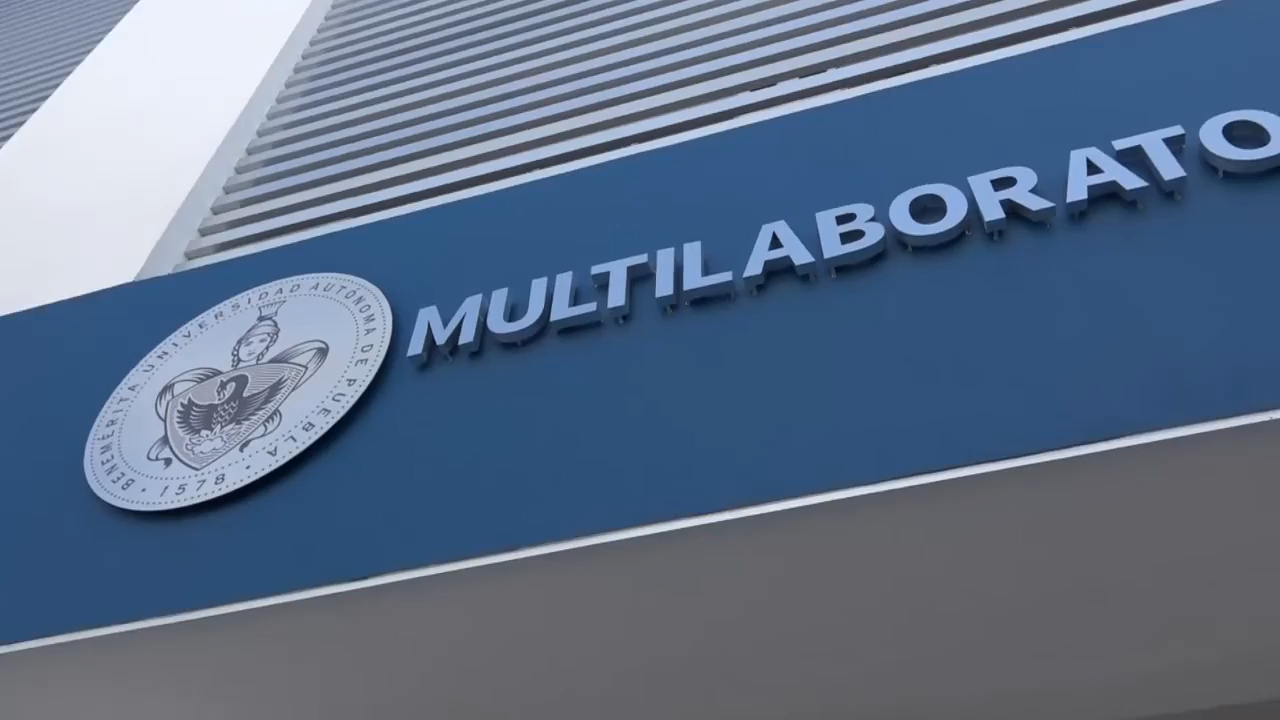 BENEMÉRITA UNIVERSIDAD AUTÓNOMA DE PUEBLA
• 1578 •
MULTILABORATO